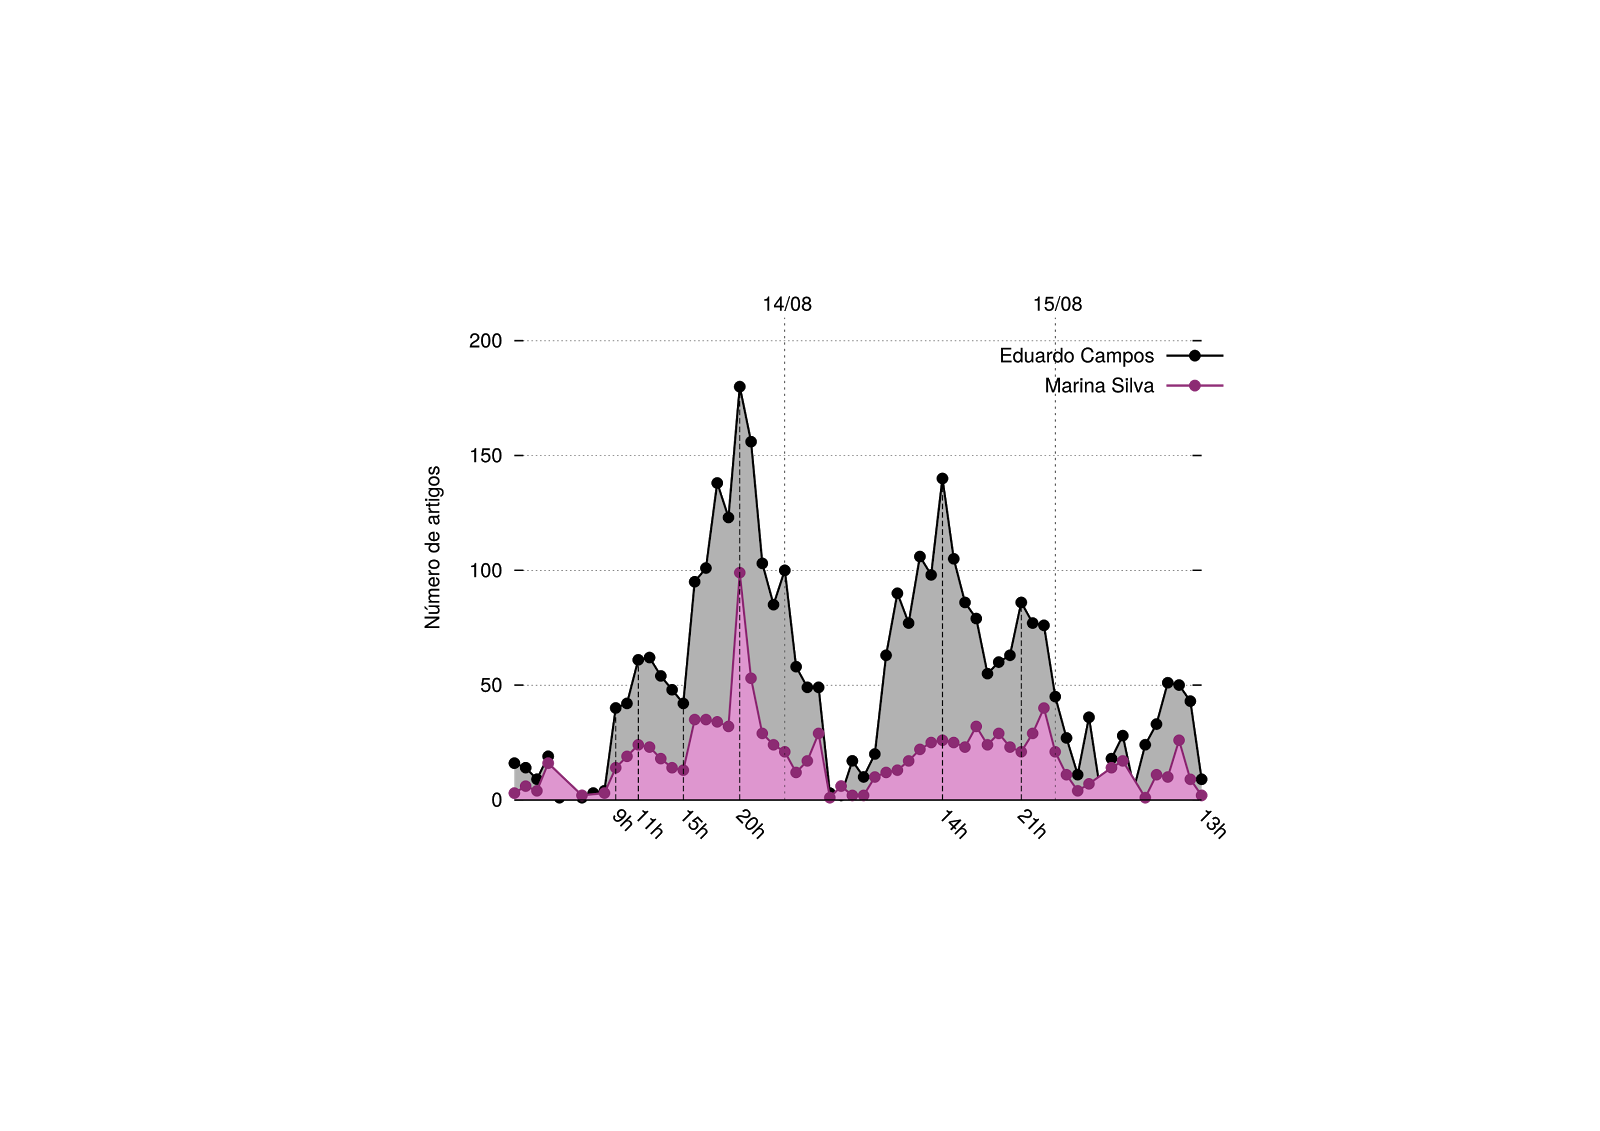 14/08
15/08
200
Eduardo Campos
Marina Silva
150
100
50
0
Número de artigos
9h
11h
15h
20h
14h
21h
13h